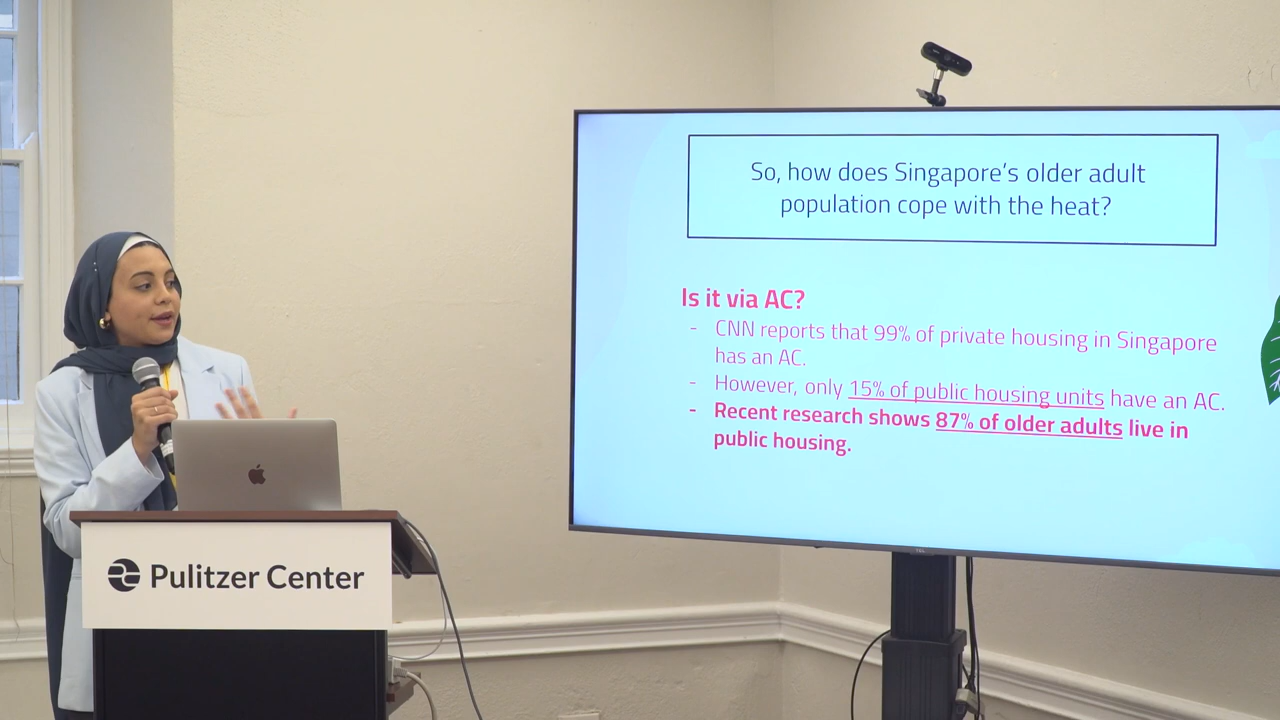 So, how does Singapore's older adult
population cope with the heat?
Is it via AC?
- CNN reports that 99% of private housing in Singapore
has an AC.
- However, only 15% of public housing units have an AC.
- Recent research shows 87% of older adults live in
public housing.
Pulitzer Center